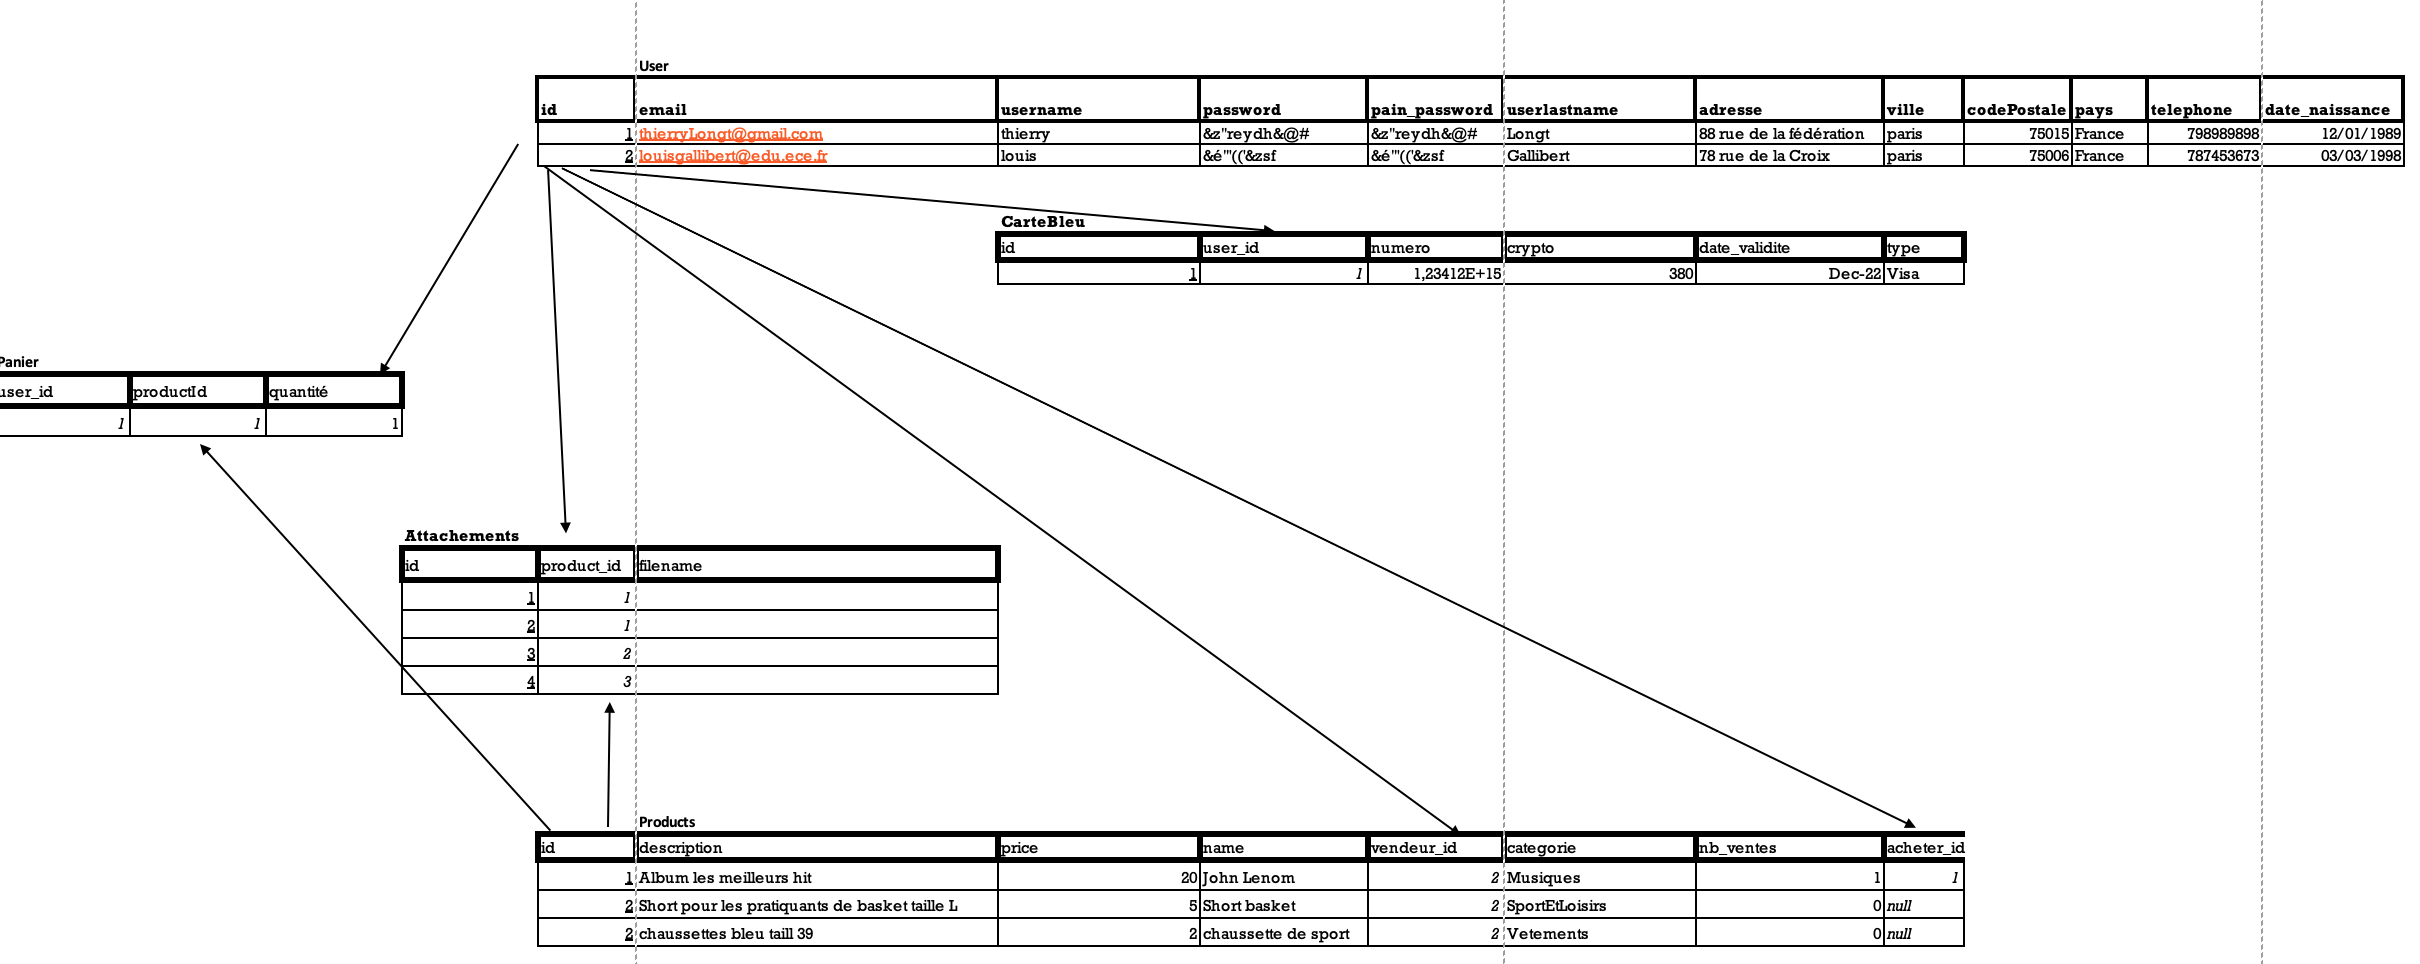 User
id email username password pain_password userlastname adresse ville codePostale pays telephone date_naissance
1 thierryLongt@gmail.com thierry &z"reydh&@# &z"reydh&@# Longt 88 rue de la fédération paris 75015 France 798989898 12/01/1989
2 louisgallibert@edu.ece.fr louis &é"'(('&zsf &é"'(('&zsf Gallibert 78 rue de la Croix paris 75006 France 787453673 03/03/1998
CarteBleu
id user_id numero crypto date_validite type
1 1 1,23412E+15 380 Dec-22 Visa
Panier
user_id productId quantité
1 1 1
Attachements
id product_id filename
1 1
2 1
3 2
4 3
Products
id description price name vendeur_id categorie nb_ventes acheter_id
1 Album les meilleurs hit 20 John Lenom 2 Musiques 1 1
2 Short pour les pratiquants de basket taille L 5 Short basket 2 SportEtLoisirs 0 null
2 chaussettes bleu taill 39 2 chaussette de sport 2 Vetements 0 null